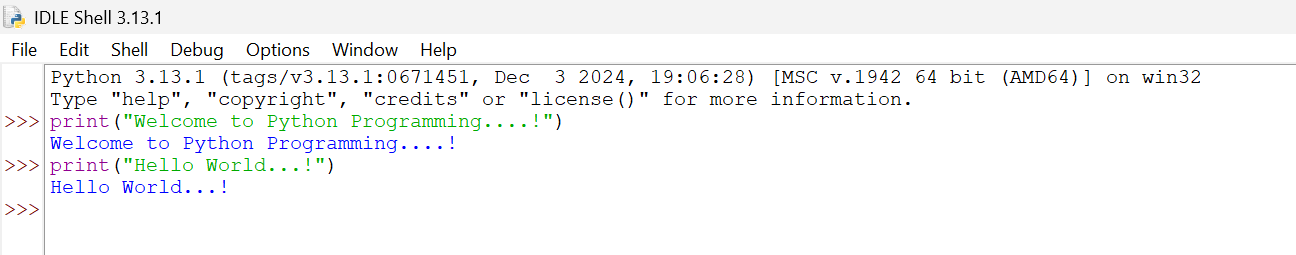 IDLE Shell 3.13.1
File Edit Shell Debug Options Window Help
Python 3.13.1 (tags/v3.13.1:0671451, Dec  3 2024, 19:06:28) [MSC v.1942 64 bit (AMD64)] on win32
Type "help", "copyright", "credits" or "license()" for more information.
>>> print("Welcome to Python Programming....!")
Welcome to Python Programming....!
>>> print("Hello World...!")
Hello World...!
>>>